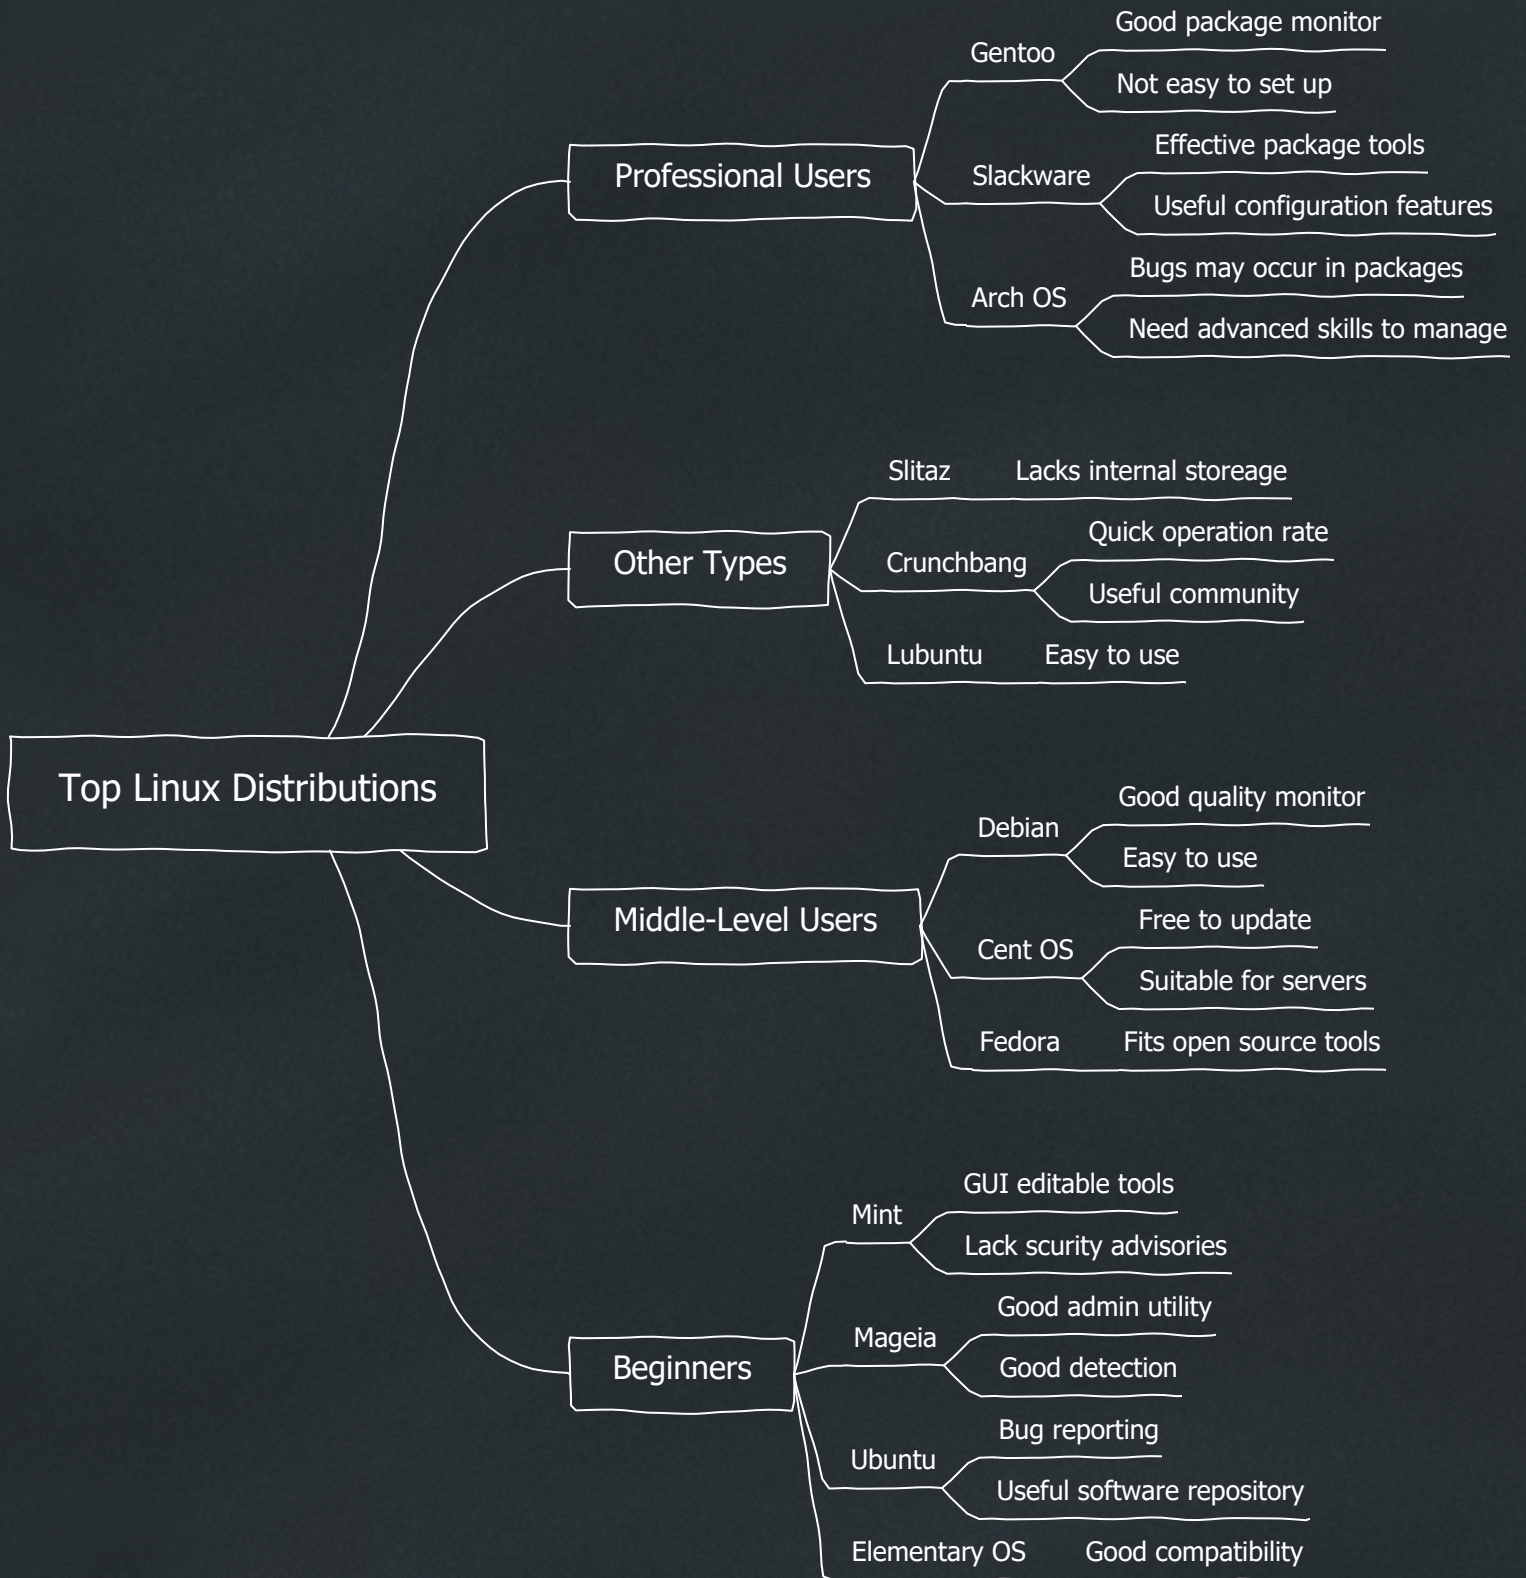 Top Linux Distributions
Professional Users
Gentoo
Good package monitor
Not easy to set up
Slackware
Effective package tools
Useful configuration features
Arch OS
Bugs may occur in packages
Need advanced skills to manage
Other Types
Slitaz
Lacks internal storeage
Crunchbang
Quick operation rate
Useful community
Lubuntu
Easy to use
Middle-Level Users
Debian
Good quality monitor
Easy to use
Cent OS
Free to update
Suitable for servers
Fedora
Fits open source tools
Beginners
Mint
GUI editable tools
Lack scurity advisories
Mageia
Good admin utility
Good detection
Ubuntu
Bug reporting
Useful software repository
Elementary OS
Good compatibility